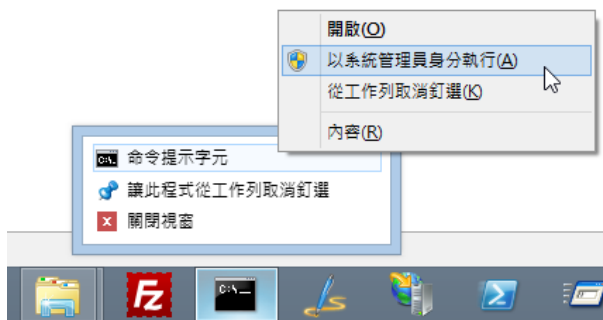 開啟(O)
以系統管理員身分執行(A)
從工作列取消釘選(K)
內容(R)
命令提示字元
讓此程式從工作列取消釘選
關閉視窗